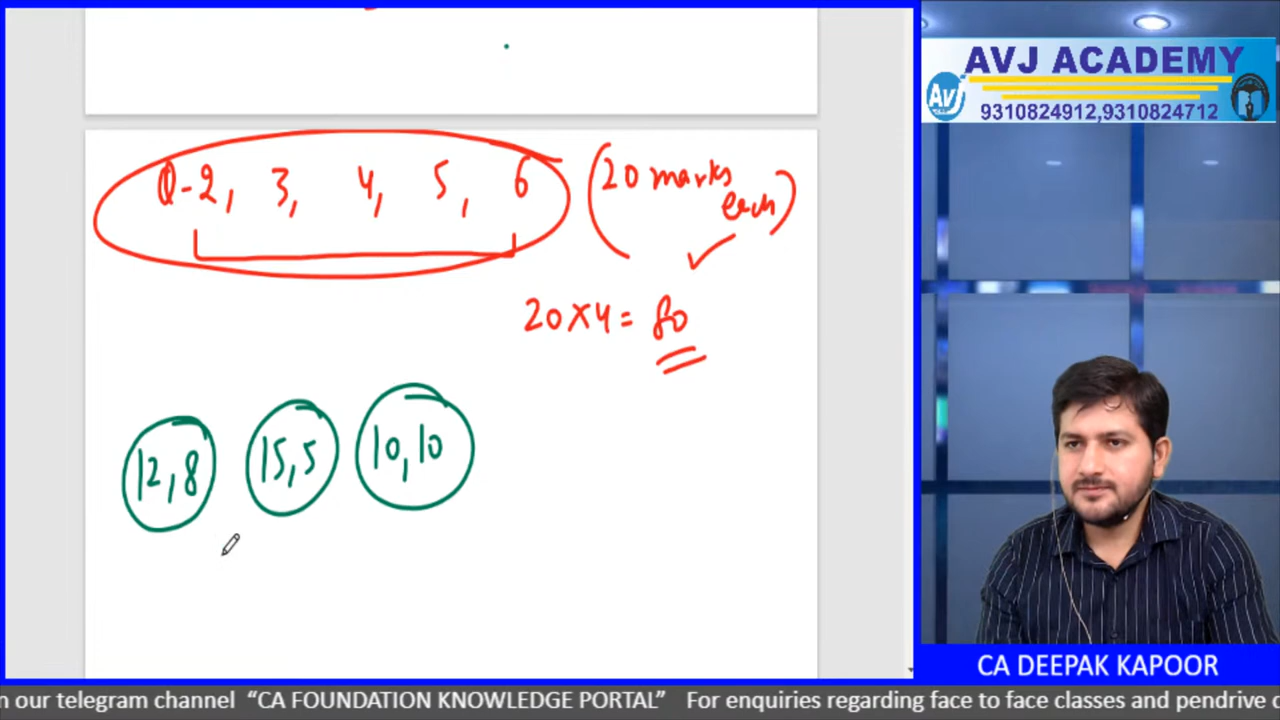 AVJ ACADEMY
AV
9310824912,9310824712
Q-2, 3, 4, 5, 6 (20 marks each)
20×4= 80
12,8 15,5 10,10
CA DEEPAK KAPOOR
n our telegram channel “CA FOUNDATION KNOWLEDGE PORTAL” For enquiries regarding face to face classes and pendrive c